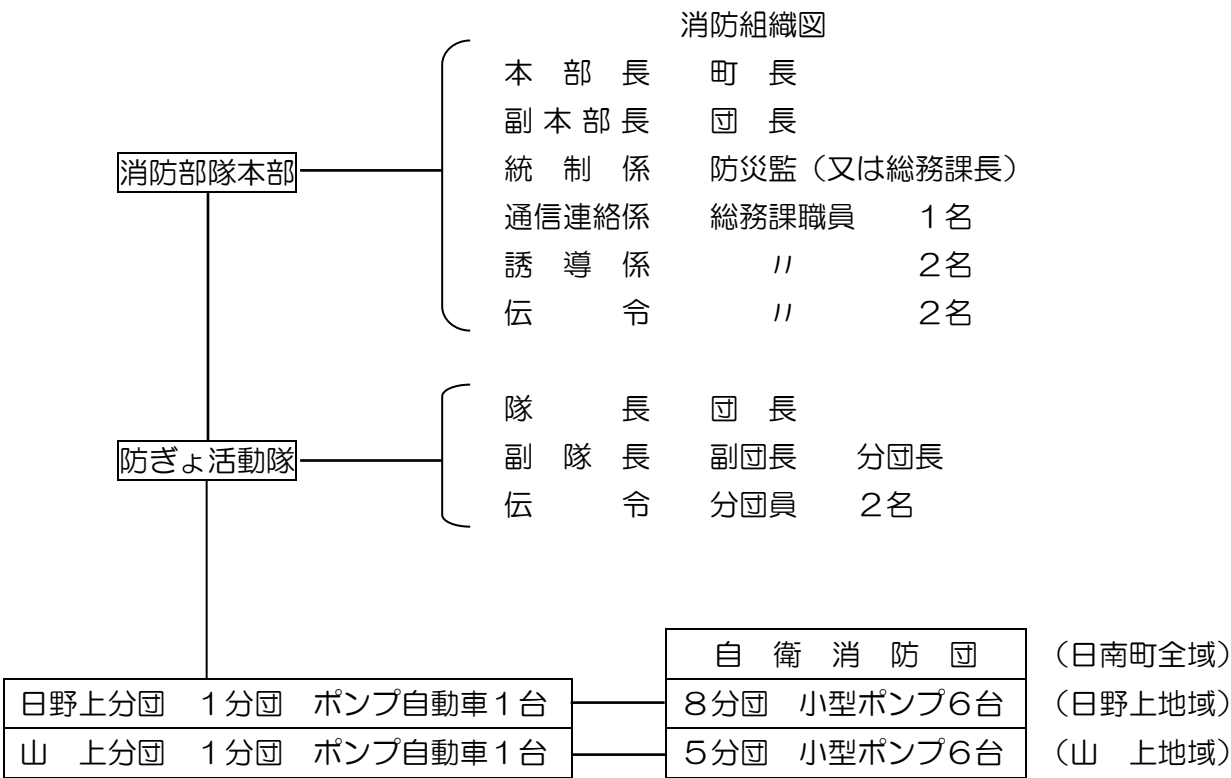 消防組織図
本部長 町長
副本部長 団長
消防部隊本部 統制係 防災監(又は総務課長)
通信連絡係 総務課職員 1名
誘導係 〃 2名
伝令 〃 2名
隊長 団長
防ぎょ活動隊 副隊長 副団長 分団長
伝令 分団員 2名
自衛消防団 (日南町全域)
日野上分団 1分団 ポンプ自動車1台 8分団 小型ポンプ6台 (日野上地域)
山上分団 1分団 ポンプ自動車1台 5分団 小型ポンプ6台 (山上地域)